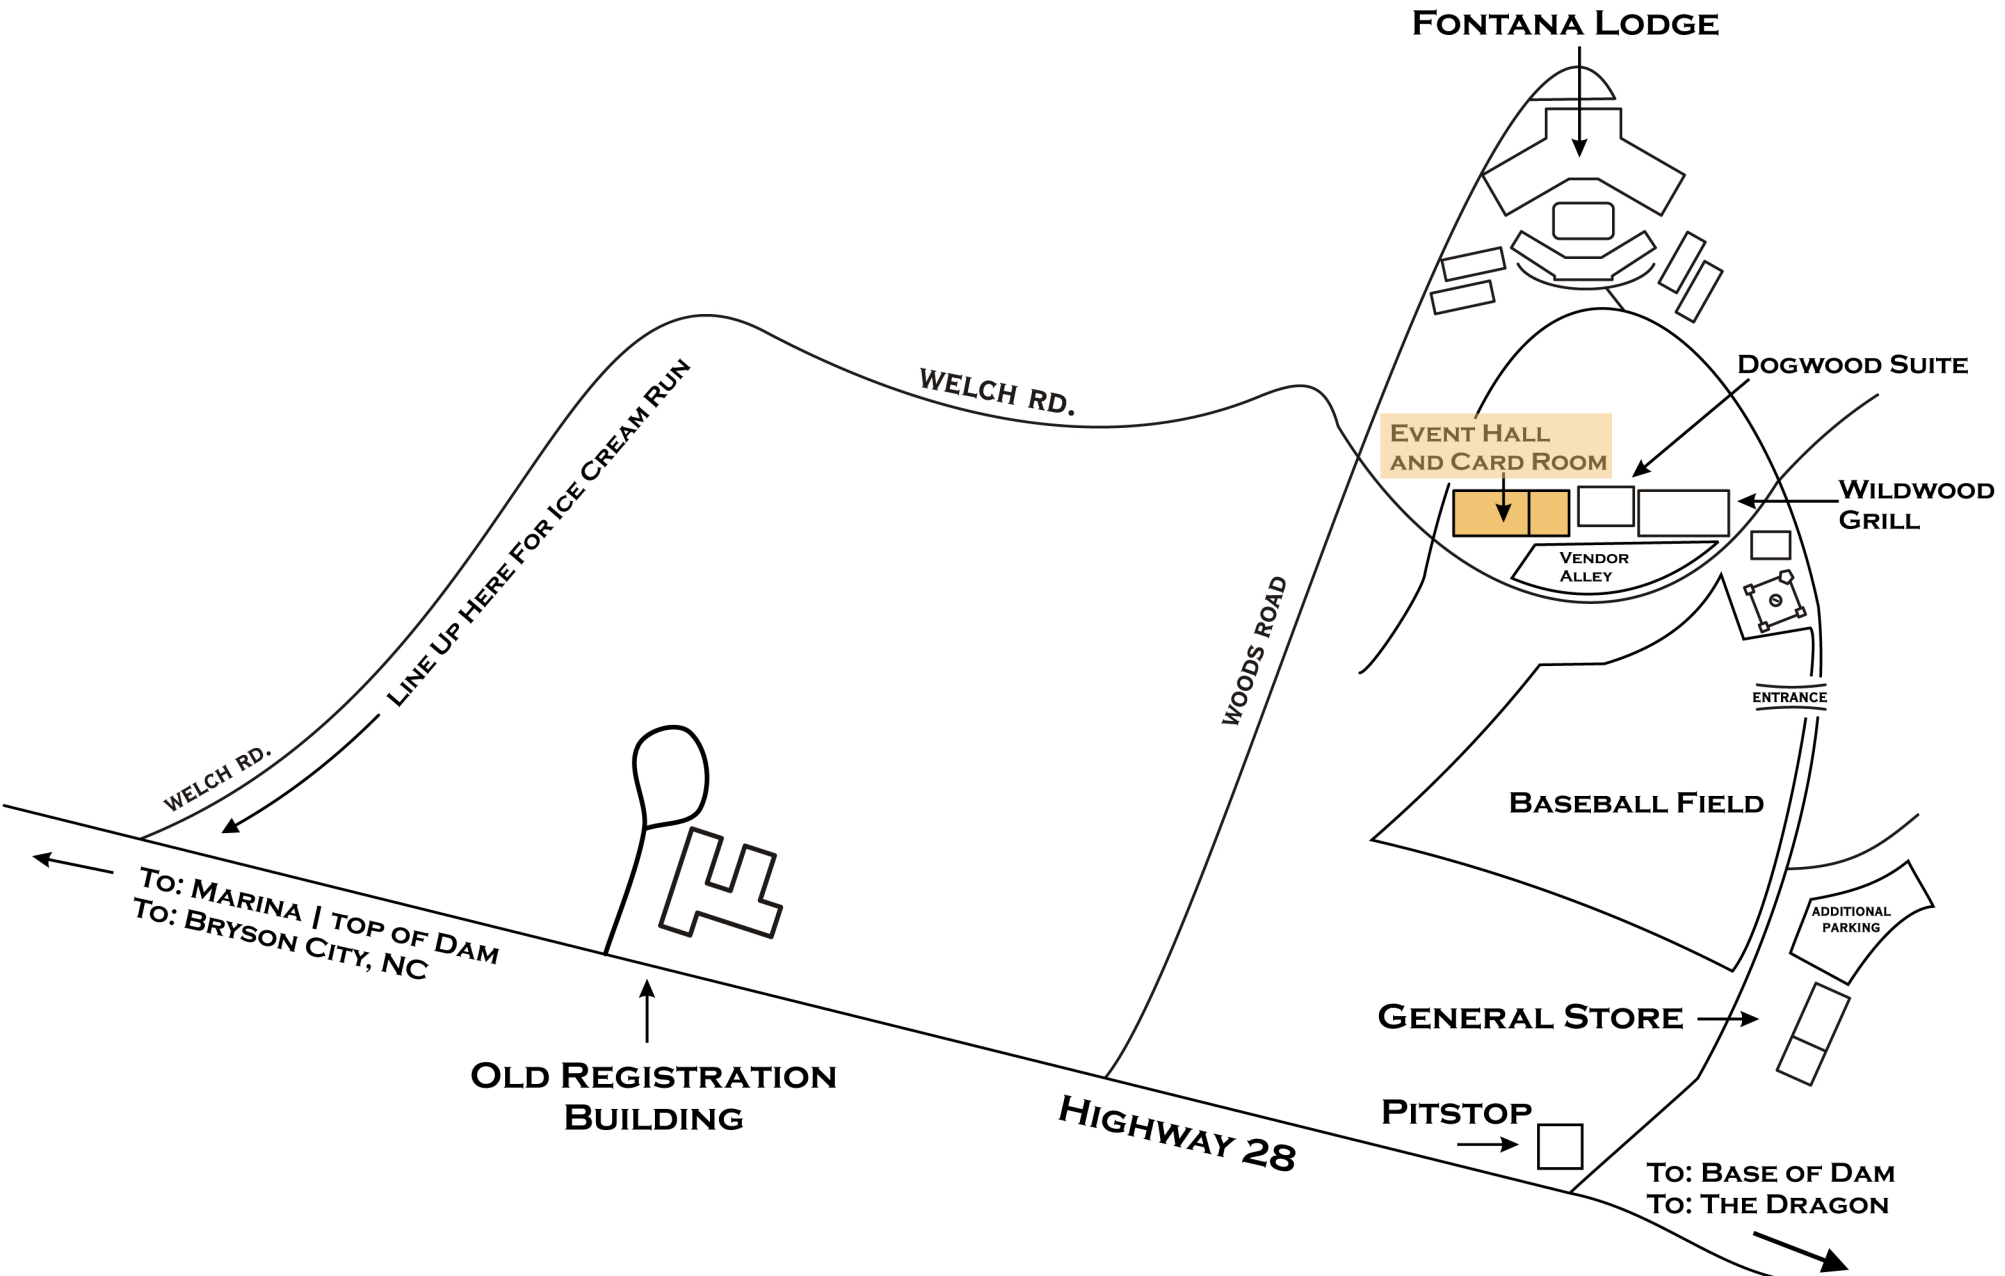 FONTANA LODGE
DOGWOOD SUITE
WELCH RD.
LINE UP HERE FOR ICE CREAM RUN
EVENT HALL
AND CARD ROOM
WILDWOOD
GRILL
VENDOR
ALLEY
WOODS ROAD
ENTRANCE
WELCH RD.
BASEBALL FIELD
TO: MARINA | TOP OF DAM
TO: BRYSON CITY, NC
ADDITIONAL
PARKING
GENERAL STORE
OLD REGISTRATION
BUILDING
HIGHWAY 28
PITSTOP
TO: BASE OF DAM
TO: THE DRAGON